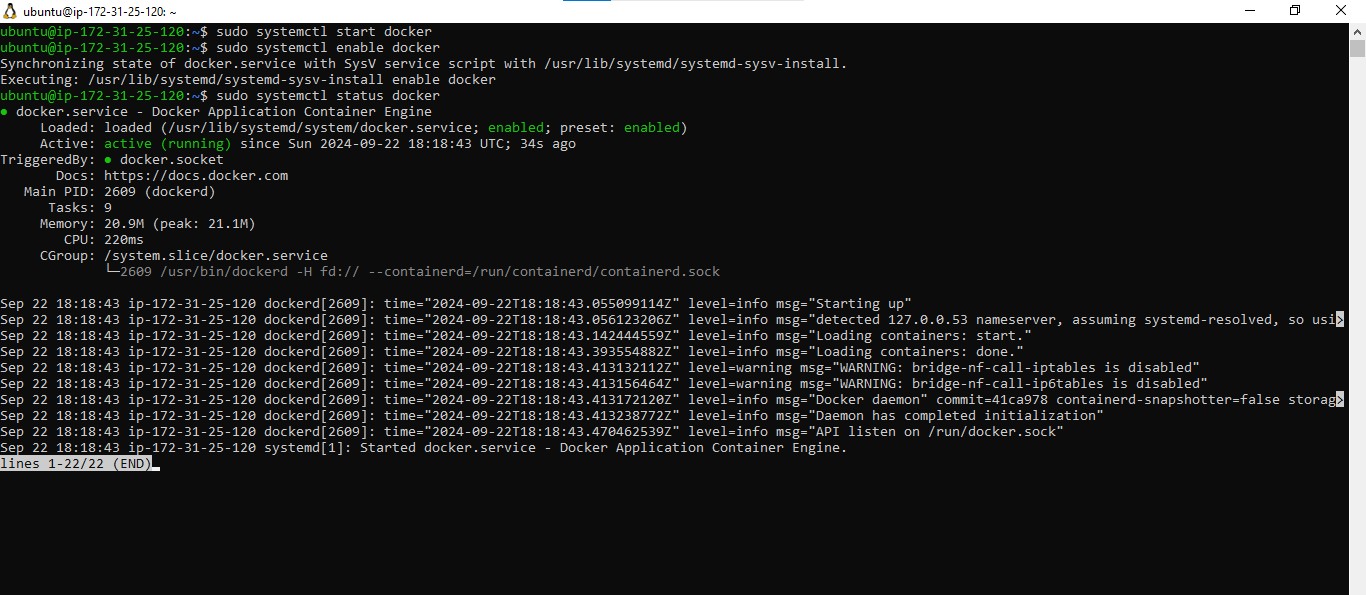 ubuntu@ip-172-31-25-120: ~
ubuntu@ip-172-31-25-120:~$ sudo systemctl start docker
ubuntu@ip-172-31-25-120:~$ sudo systemctl enable docker
Synchronizing state of docker.service with SysV service script with /usr/lib/systemd/systemd-sysv-install.
Executing: /usr/lib/systemd/systemd-sysv-install enable docker
ubuntu@ip-172-31-25-120:~$ sudo systemctl status docker
● docker.service - Docker Application Container Engine
     Loaded: loaded (/usr/lib/systemd/system/docker.service; enabled; preset: enabled)
     Active: active (running) since Sun 2024-09-22 18:18:43 UTC; 34s ago
TriggeredBy: ● docker.socket
       Docs: https://docs.docker.com
   Main PID: 2609 (dockerd)
      Tasks: 9
     Memory: 20.9M (peak: 21.1M)
        CPU: 220ms
     CGroup: /system.slice/docker.service
             └─2609 /usr/bin/dockerd -H fd:// --containerd=/run/containerd/containerd.sock
Sep 22 18:18:43 ip-172-31-25-120 dockerd[2609]: time="2024-09-22T18:18:43.055099114Z" level=info msg="Starting up"
Sep 22 18:18:43 ip-172-31-25-120 dockerd[2609]: time="2024-09-22T18:18:43.056123206Z" level=info msg="detected 127.0.0.53 nameserver, assuming systemd-resolved, so usi>
Sep 22 18:18:43 ip-172-31-25-120 dockerd[2609]: time="2024-09-22T18:18:43.142444559Z" level=info msg="Loading containers: start."
Sep 22 18:18:43 ip-172-31-25-120 dockerd[2609]: time="2024-09-22T18:18:43.393554882Z" level=info msg="Loading containers: done."
Sep 22 18:18:43 ip-172-31-25-120 dockerd[2609]: time="2024-09-22T18:18:43.413132112Z" level=warning msg="WARNING: bridge-nf-call-iptables is disabled"
Sep 22 18:18:43 ip-172-31-25-120 dockerd[2609]: time="2024-09-22T18:18:43.413156464Z" level=warning msg="WARNING: bridge-nf-call-ip6tables is disabled"
Sep 22 18:18:43 ip-172-31-25-120 dockerd[2609]: time="2024-09-22T18:18:43.413172120Z" level=info msg="Docker daemon" commit=41ca978 containerd-snapshotter=false storag>
Sep 22 18:18:43 ip-172-31-25-120 dockerd[2609]: time="2024-09-22T18:18:43.413238772Z" level=info msg="Daemon has completed initialization"
Sep 22 18:18:43 ip-172-31-25-120 dockerd[2609]: time="2024-09-22T18:18:43.470462539Z" level=info msg="API listen on /run/docker.sock"
Sep 22 18:18:43 ip-172-31-25-120 systemd[1]: Started docker.service - Docker Application Container Engine.
lines 1-22/22 (END)